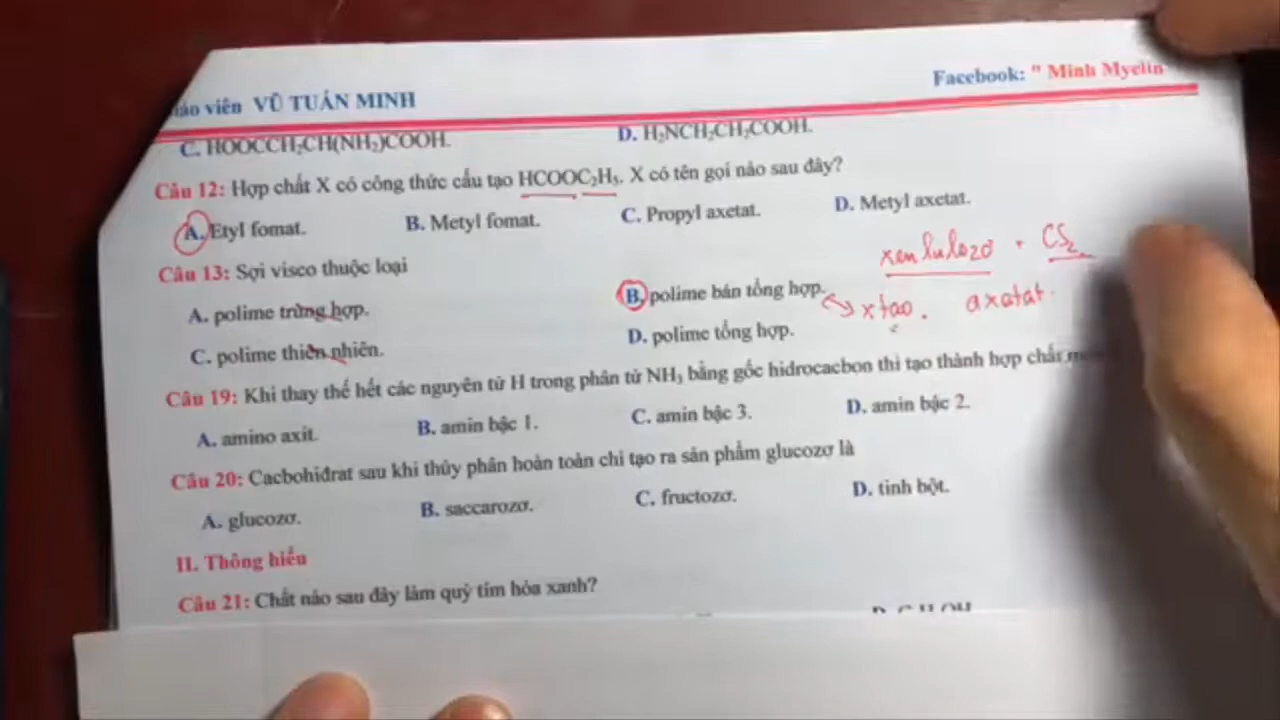 iáo viên VŨ TUẤN MINH
Facebook: " Minh Myelin
C. HOOCCH₂CH(NH₂)COOH.
D. H₂NCH₂CH₂COOH.
Câu 12: Hợp chất X có công thức cấu tạo HCOOC₂H₅. X có tên gọi nào sau đây?
A. Etyl fomat.
B. Metyl fomat.
C. Propyl axetat.
D. Metyl axetat.
xenlulozo + CS₂
Câu 13: Sợi visco thuộc loại
A. polime trùng hợp.
B. polime bán tổng hợp.
xtạo. axatat.
C. polime thiên nhiên.
D. polime tổng hợp.
Câu 19: Khi thay thế hết các nguyên tử H trong phân tử NH₃ bằng gốc hidrocacbon thì tạo thành hợp chất
A. amino axit.
B. amin bậc 1.
C. amin bậc 3.
D. amin bậc 2.
Câu 20: Cacbohiđrat sau khi thủy phân hoàn toàn chỉ tạo ra sản phẩm glucozơ là
A. glucozơ.
B. saccarozơ.
C. fructozơ.
D. tinh bột.
II. Thông hiểu
Câu 21: Chất nào sau đây làm quỳ tím hóa xanh?